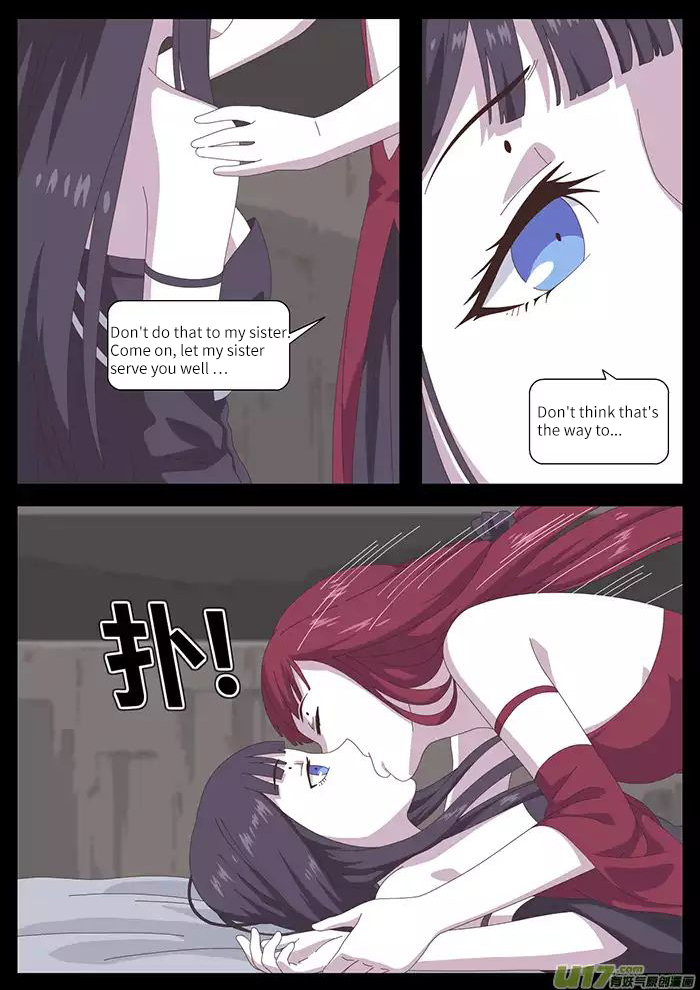 Don't do that to my sister.
Come on, let my sister
serve you well ...
Don't think that's
the way to...
扑!
U17.com
有妖气原创漫画